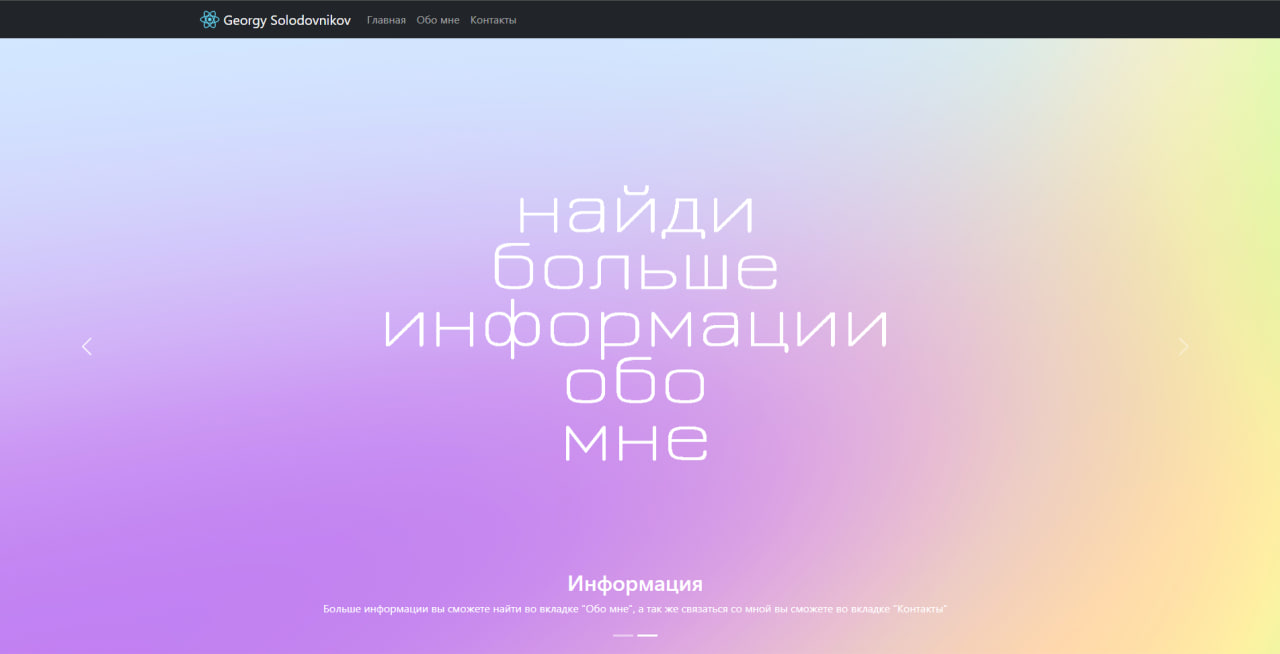 Georgy Solodovnikov Главная Обо мне Контакты
найди
больше
информации
обо
мне
Информация
Больше информации вы сможете найти во вкладке "Обо мне", а так же связаться со мной вы сможете во вкладке "Контакты"